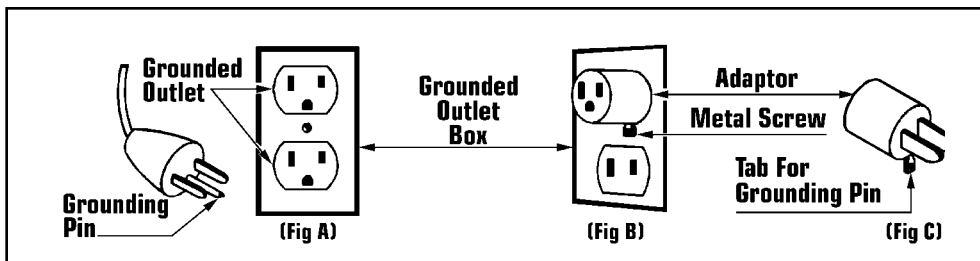 Grounded
Outlet
Grounding
Pin
(Fig A)
Grounded
Outlet
Box
(Fig B)
Adaptor
Metal Screw
Tab For
Grounding Pin
(Fig C)